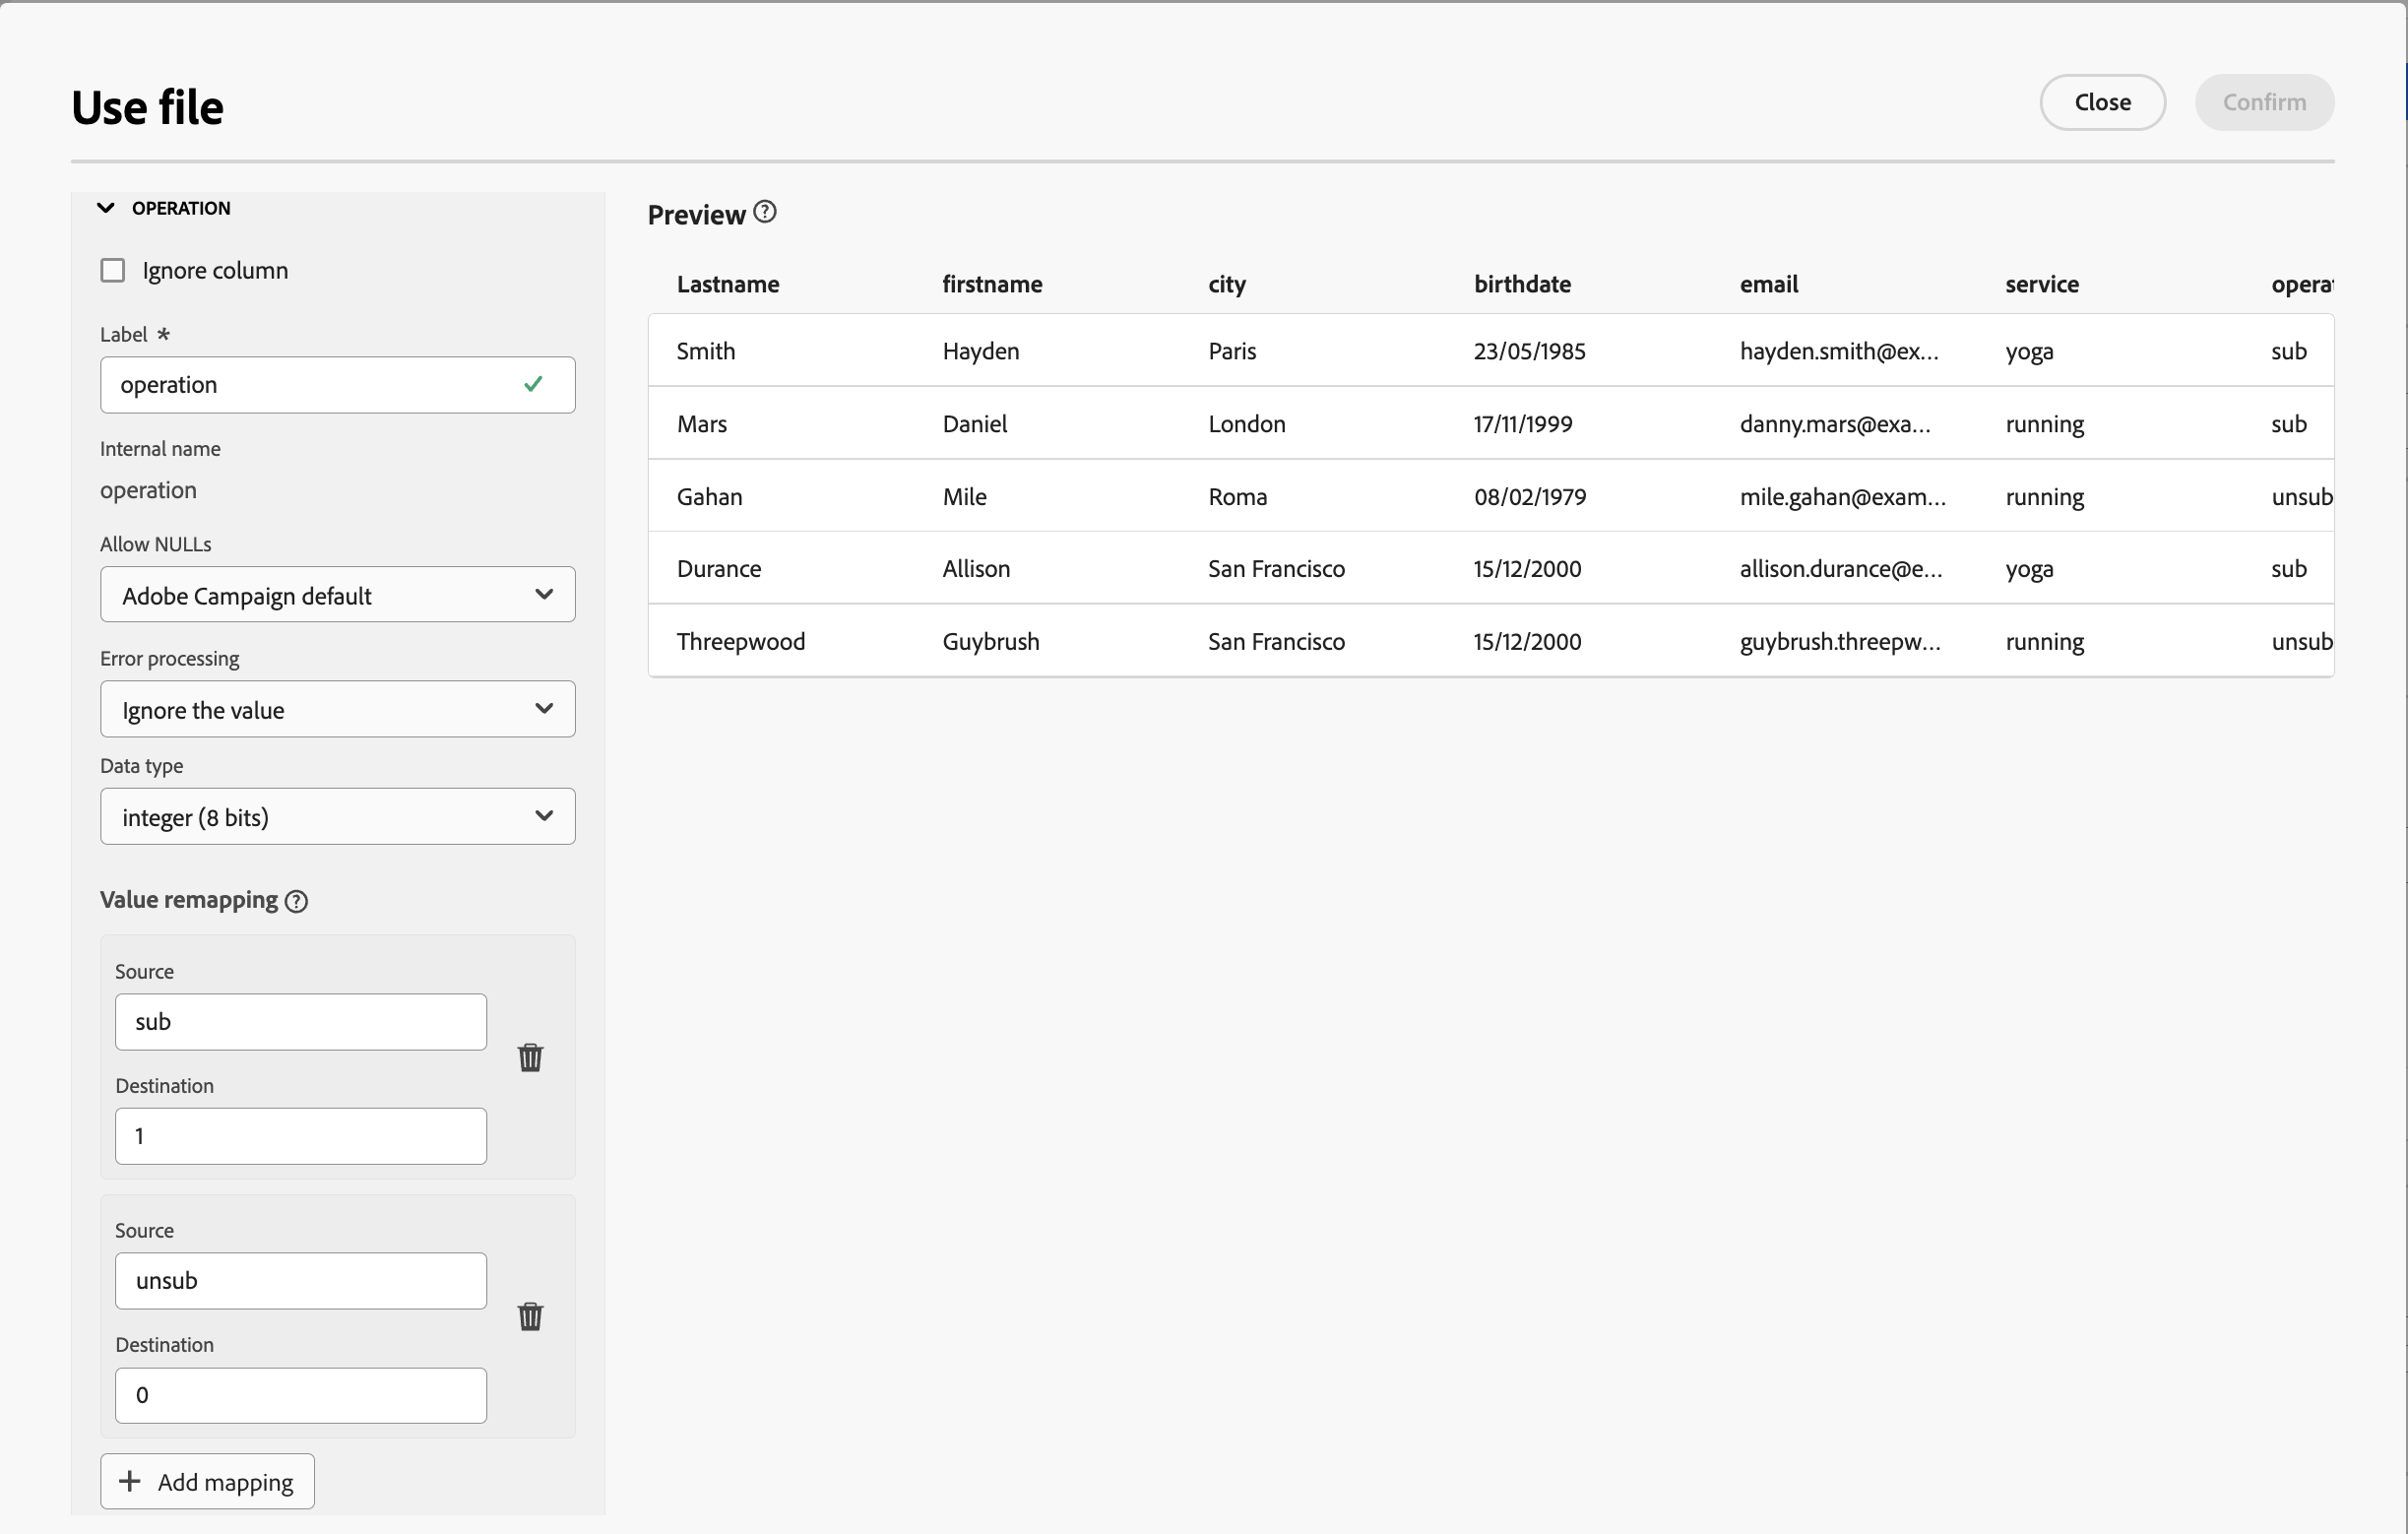 Use file
Close
Confirm
OPERATION
Ignore column
Label *
operation
Internal name
operation
Allow NULLs
Adobe Campaign default
Error processing
Ignore the value
Data type
integer (8 bits)
Value remapping
Source
sub
Destination
1
Source
unsub
Destination
0
Add mapping
Preview
Lastname firstname city birthdate email service operat
Smith Hayden Paris 23/05/1985 hayden.smith@ex... yoga sub
Mars Daniel London 17/11/1999 danny.mars@exa... running sub
Gahan Mile Roma 08/02/1979 mile.gahan@exam... running unsub
Durance Allison San Francisco 15/12/2000 allison.durance@e... yoga sub
Threepwood Guybrush San Francisco 15/12/2000 guybrush.threepw... running unsub